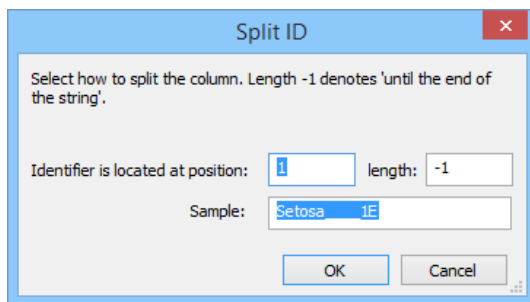 Split ID
Select how to split the column. Length -1 denotes 'until the end of
the string'.
Identifier is located at position: 1 length: -1
Sample: Setosa____1E
OK Cancel